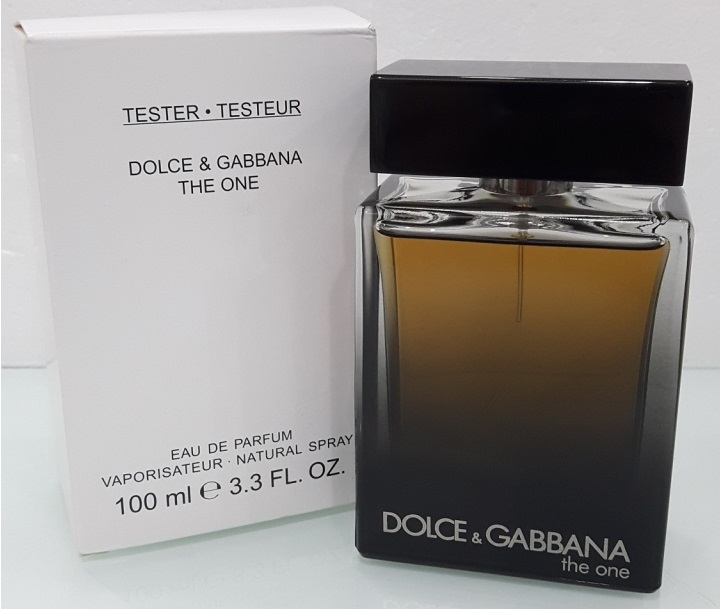 TESTER • TESTEUR
DOLCE & GABBANA
THE ONE
EAU DE PARFUM
VAPORISATEUR · NATURAL SPRAY
100 ml ℮ 3.3 FL. OZ.
DOLCE & GABBANA
the one